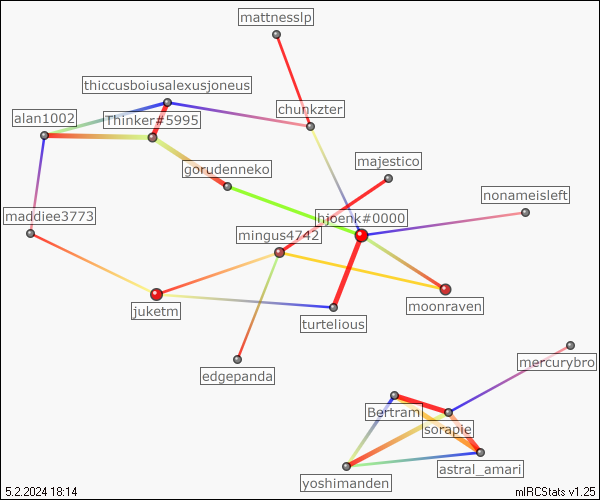 mattnesslp
thiccusboiusalexusjoneus
chunkzter
alan1002
Thinker#5995
majestico
gorudenneko
nonameisleft
maddiee3773
hjoenk#0000
mingus4742
moonraven
juketm
turtelious
mercurybro
edgepanda
Bertram
sorapie
astral_amari
yoshimanden
5.2.2024 18:14
mIRCStats v1.25